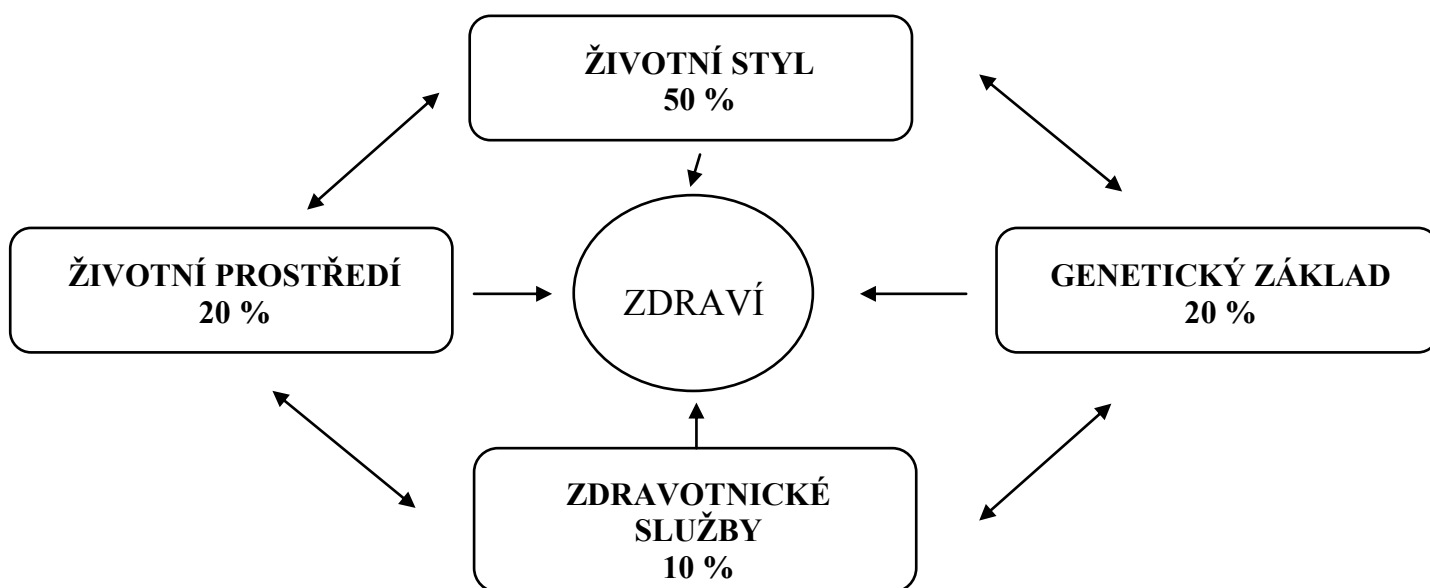 ŽIVOTNÍ STYL
50 %
ŽIVOTNÍ PROSTŘEDÍ
20 %
ZDRAVÍ
GENETICKÝ ZÁKLAD
20 %
ZDRAVOTNICKÉ
SLUŽBY
10 %